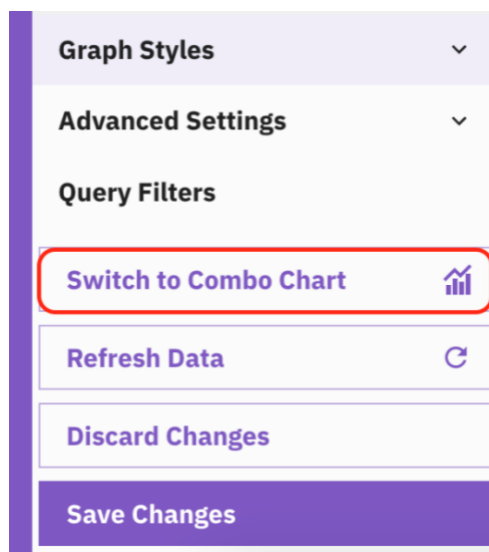 Graph Styles
Advanced Settings
Query Filters
Switch to Combo Chart
Refresh Data
Discard Changes
Save Changes